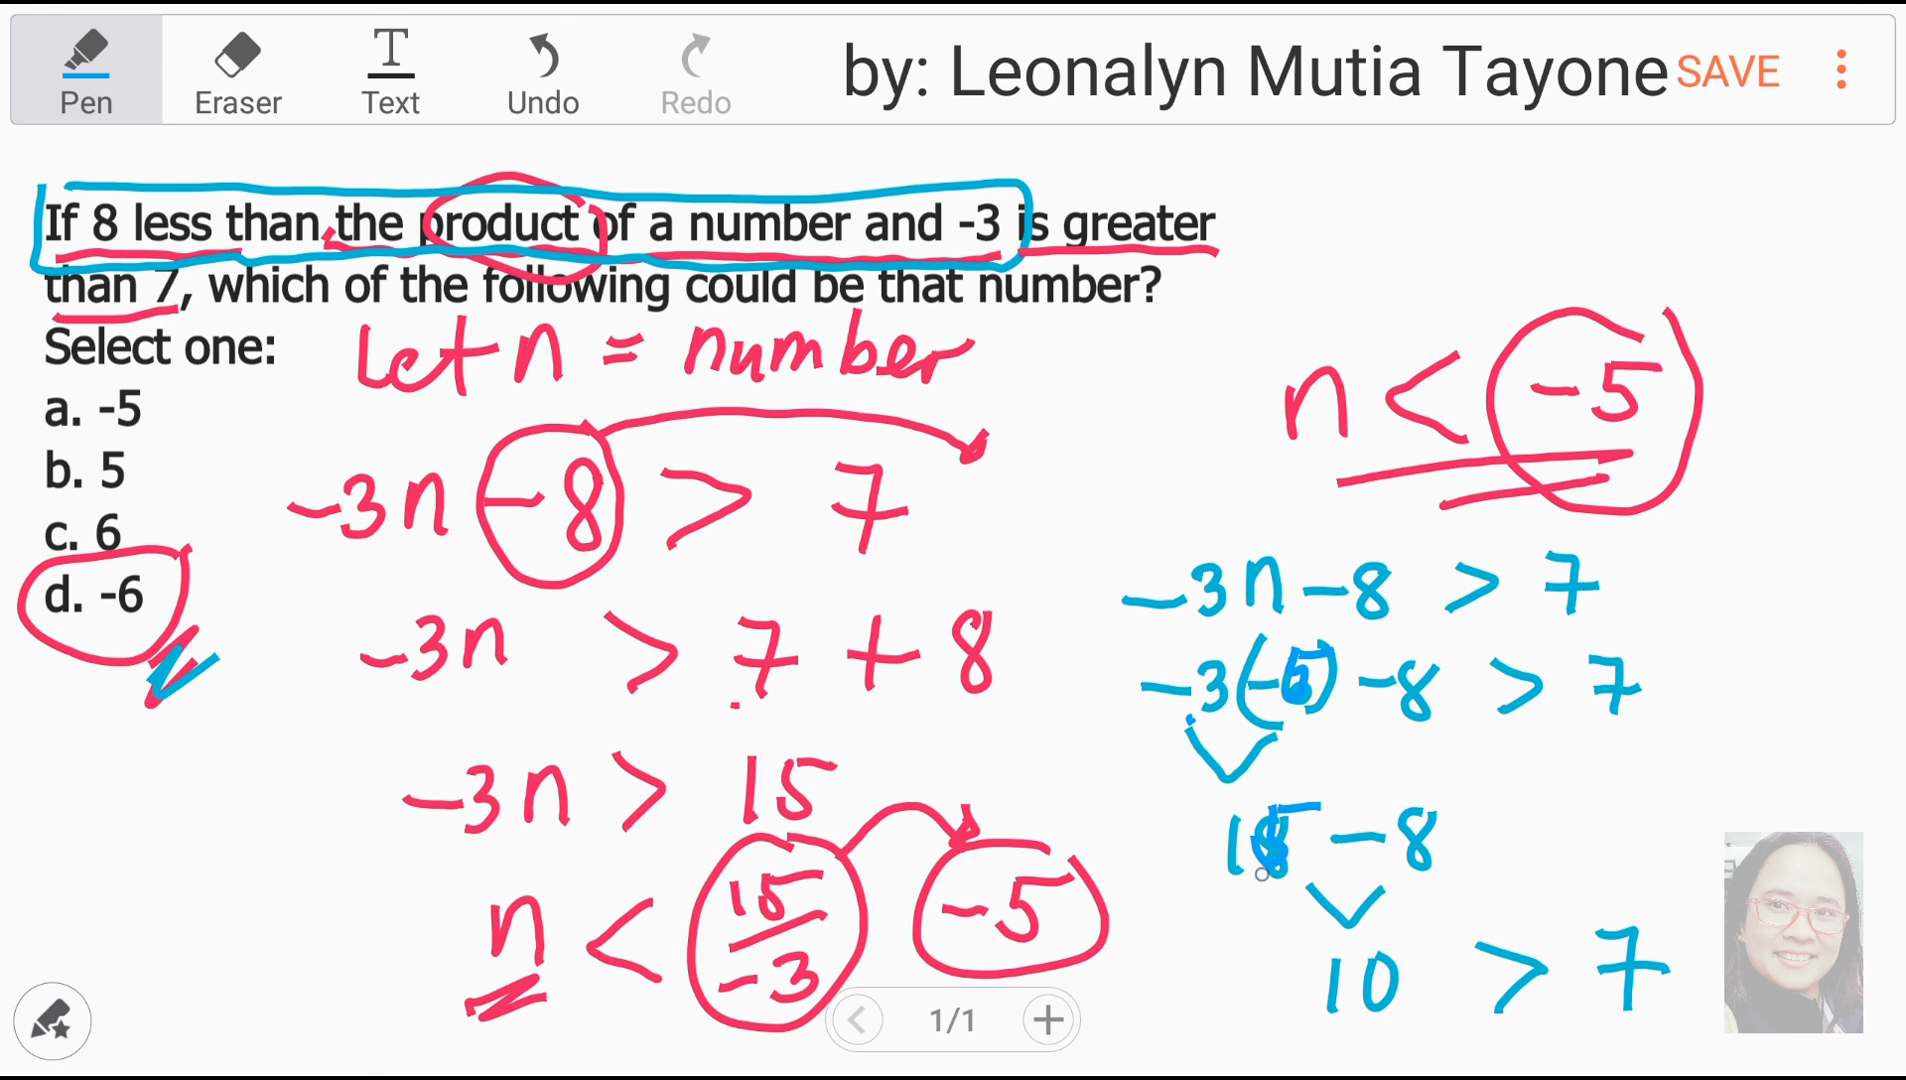 Pen Eraser Text Undo Redo by: Leonalyn Mutia Tayone SAVE
If 8 less than the product of a number and -3 is greater
than 7, which of the following could be that number?
Select one:
a. -5
b. 5
c. 6
d. -6
Let n = number
-3n -8 > 7
-3n > 7 + 8
-3n > 15
n < 15/-3 -5
n < -5
-3n -8 > 7
-3(- ) -8 > 7
-8
10 > 7
1/1